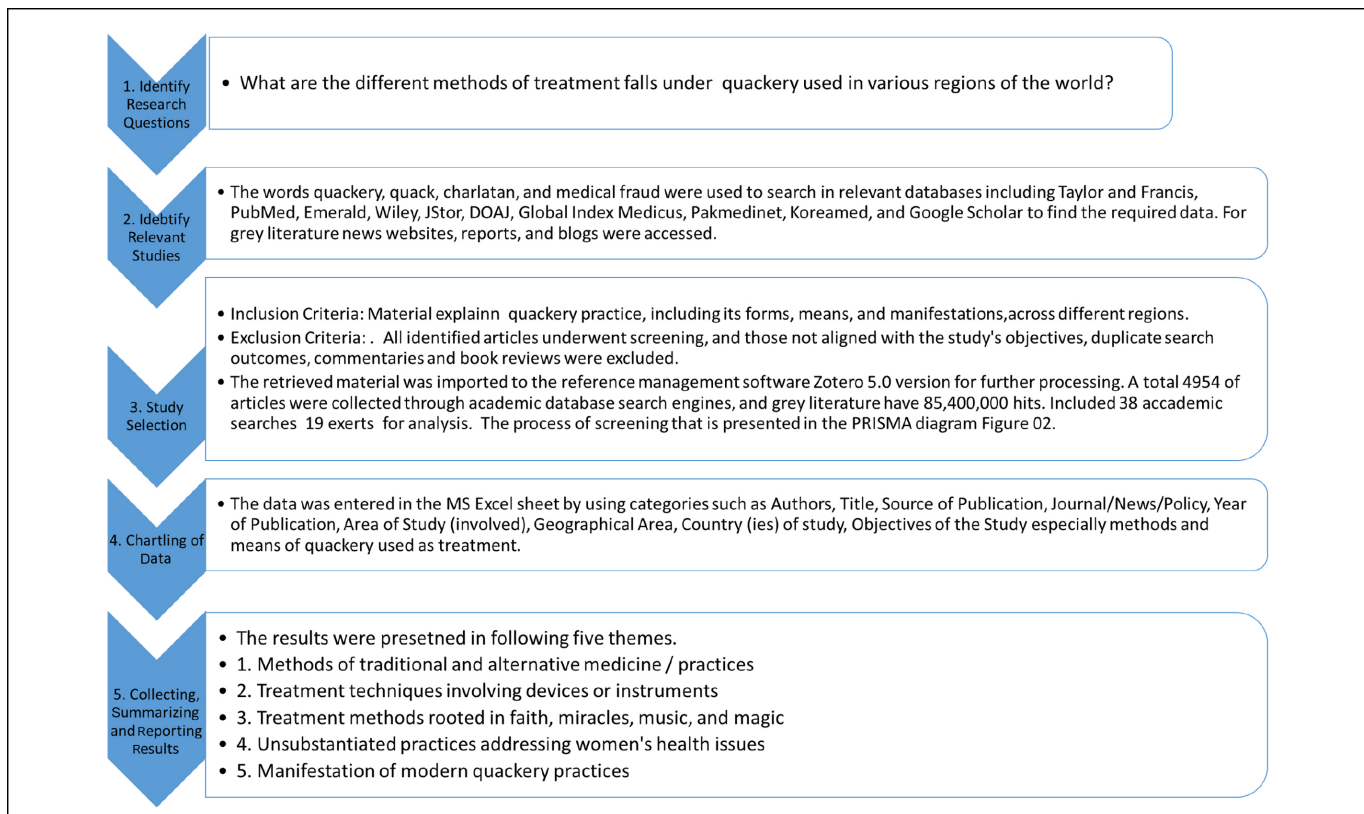 1. Identify
Research
Questions
• What are the different methods of treatment falls under quackery used in various regions of the world?
2. Idebtify
Relevant
Studies
• The words quackery, quack, charlatan, and medical fraud were used to search in relevant databases including Taylor and Francis,
PubMed, Emerald, Wiley, JStor, DOAJ, Global Index Medicus, Pakmedinet, Koreamed, and Google Scholar to find the required data. For
grey literature news websites, reports, and blogs were accessed.
3. Study
Selection
• Inclusion Criteria: Material explainn quackery practice, including its forms, means, and manifestations,across different regions.
• Exclusion Criteria: . All identified articles underwent screening, and those not aligned with the study's objectives, duplicate search
outcomes, commentaries and book reviews were excluded.
• The retrieved material was imported to the reference management software Zotero 5.0 version for further processing. A total 4954 of
articles were collected through academic database search engines, and grey literature have 85,400,000 hits. Included 38 accademic
searches 19 exerts for analysis. The process of screening that is presented in the PRISMA diagram Figure 02.
4. Chartling of
Data
• The data was entered in the MS Excel sheet by using categories such as Authors, Title, Source of Publication, Journal/News/Policy, Year
of Publication, Area of Study (involved), Geographical Area, Country (ies) of study, Objectives of the Study especially methods and
means of quackery used as treatment.
5. Collecting,
Summarizing
and Reporting
Results
• The results were presetned in following five themes.
• 1. Methods of traditional and alternative medicine / practices
• 2. Treatment techniques involving devices or instruments
• 3. Treatment methods rooted in faith, miracles, music, and magic
• 4. Unsubstantiated practices addressing women's health issues
• 5. Manifestation of modern quackery practices